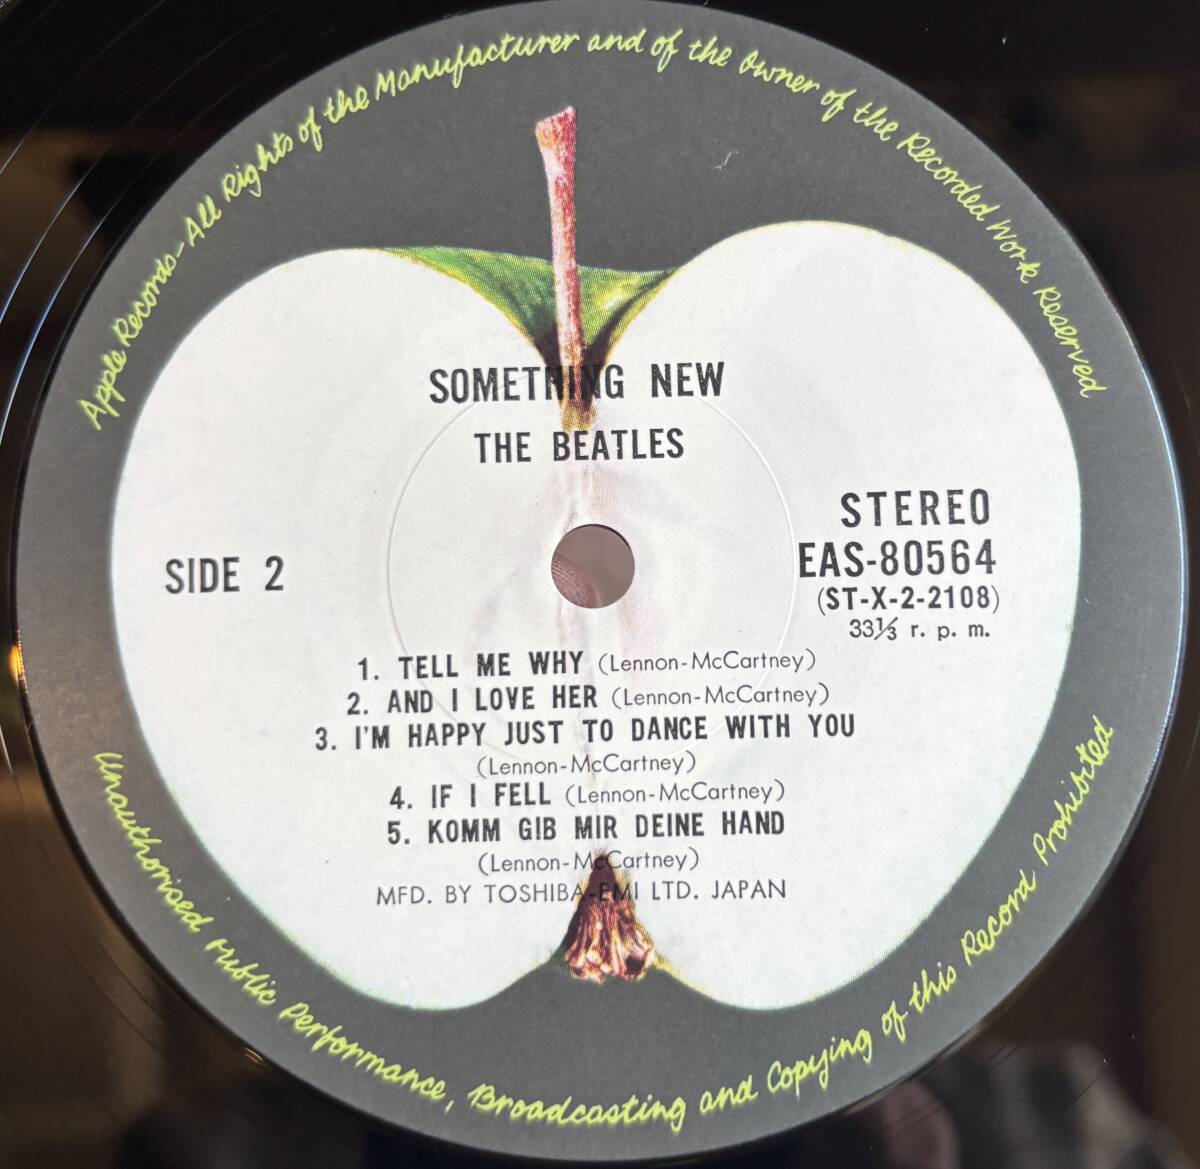 Apple Records–All Rights of the Manufacturer and of the Owner of the Recorded Work Reserved
SOMETHING NEW
THE BEATLES
STEREO
EAS-80564
(ST-X-2-2108)
33⅓ r. p. m.
SIDE 2
1. TELL ME WHY (Lennon-McCartney)
2. AND I LOVE HER (Lennon-McCartney)
3. I'M HAPPY JUST TO DANCE WITH YOU
(Lennon-McCartney)
4. IF I FELL (Lennon-McCartney)
5. KOMM GIB MIR DEINE HAND
(Lennon-McCartney)
MFD. BY TOSHIBA-EMI LTD. JAPAN
Unauthorised Public Performance, Broadcasting and Copying of this Record Prohibited